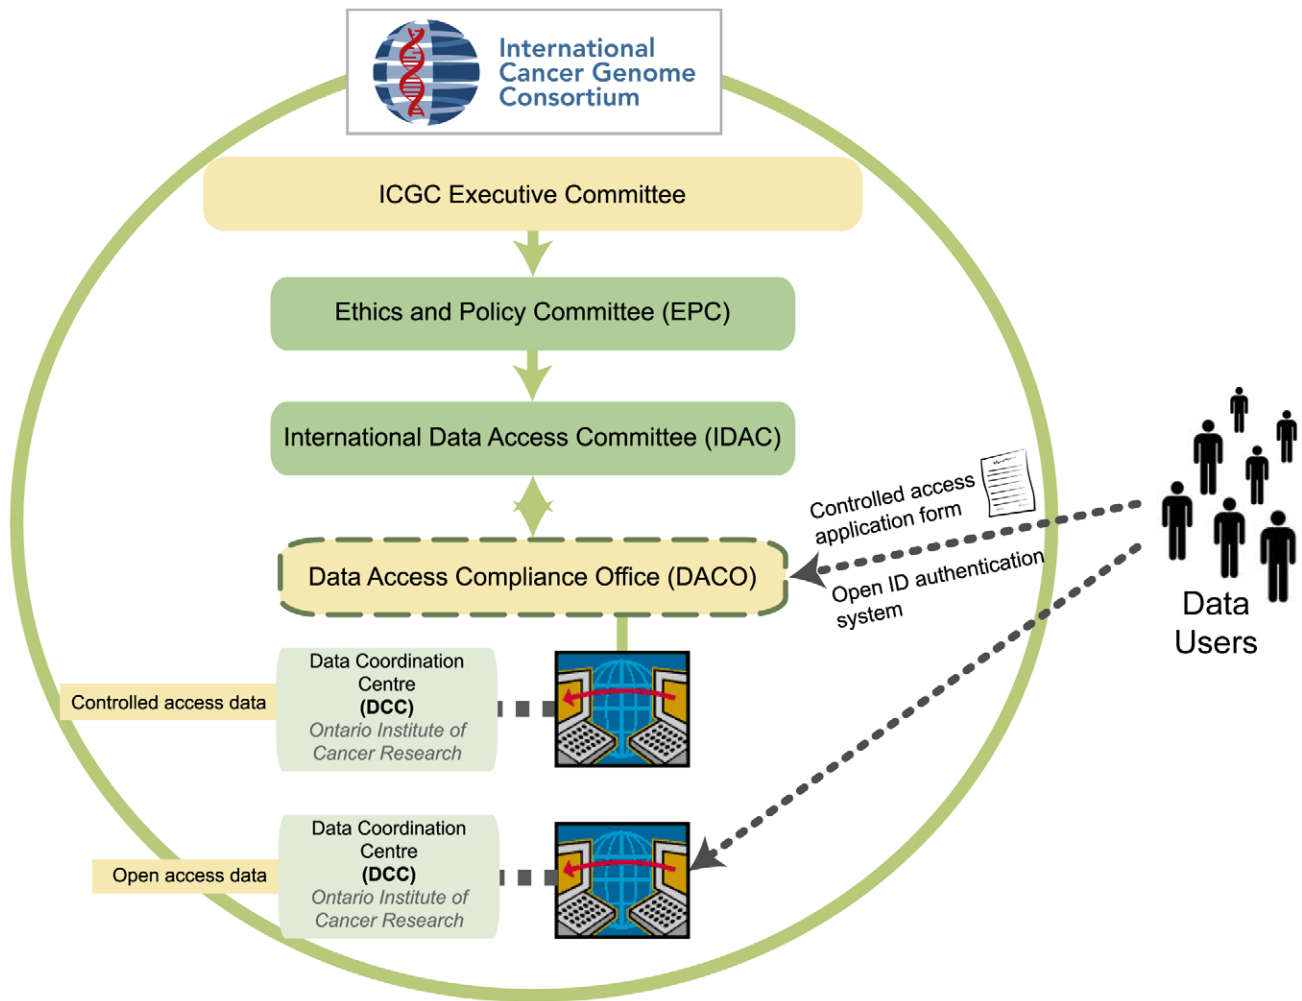 International
Cancer Genome
Consortium
ICGC Executive Committee
Ethics and Policy Committee (EPC)
International Data Access Committee (IDAC)
Controlled access
application form
Data Access Compliance Office (DACO)
Open ID authentication
system
Data
Users
Controlled access data
Data Coordination
Centre
(DCC)
Ontario Institute of
Cancer Research
Open access data
Data Coordination
Centre
(DCC)
Ontario Institute of
Cancer Research